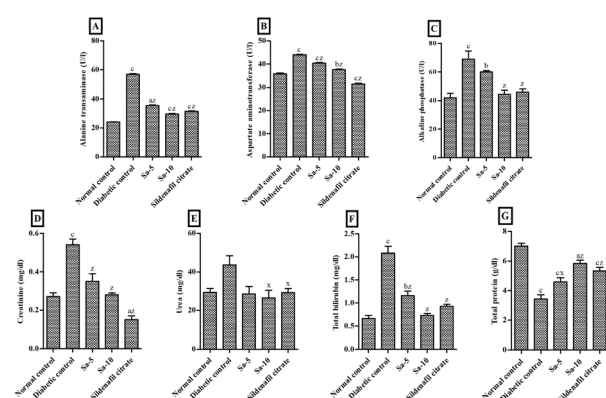 A
Alanine transaminase (U/l)
80
60
40
20
0
c
az
cz
cz
Normal control
Diabetic control
Sa-5
Sa-10
Sildenafil citrate
B
Aspartate aminotransferase (U/l)
50
40
30
20
10
0
c
cz
bz
cz
Normal control
Diabetic control
Sa-5
Sa-10
Sildenafil citrate
C
Alkaline phosphatase (U/l)
80
60
40
20
0
c
b
z
z
Normal control
Diabetic control
Sa-5
Sa-10
Sildenafil citrate
D
Creatinine (mg/dl)
0.6
0.4
0.2
0.0
c
z
z
az
Normal control
Diabetic control
Sa-5
Sa-10
Sildenafil citrate
E
Urea (mg/dl)
80
60
40
20
0
x
x
Normal control
Diabetic control
Sa-5
Sa-10
Sildenafil citrate
F
Total bilirubin (mg/dl)
2.5
2.0
1.5
1.0
0.5
0.0
c
bz
z
z
Normal control
Diabetic control
Sa-5
Sa-10
Sildenafil citrate
G
Total protein (g/dl)
8
6
4
2
0
c
cx
az
cz
Normal control
Diabetic control
Sa-5
Sa-10
Sildenafil citrate